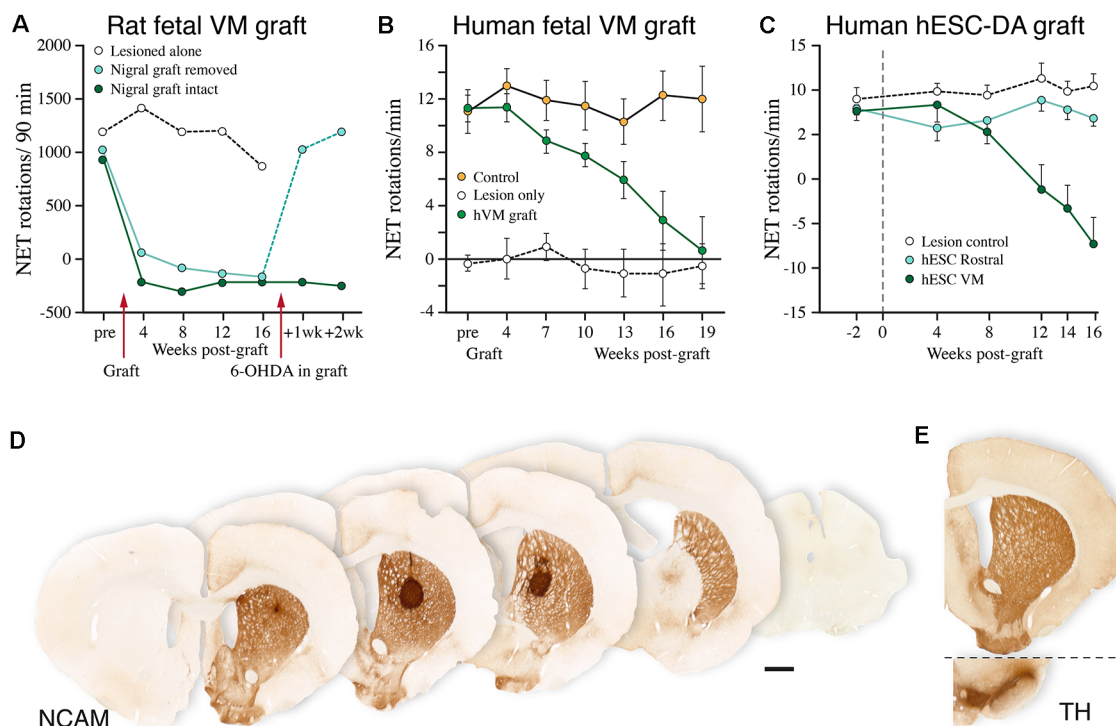 A
Rat fetal VM graft
2000
1500
1000
500
0
-500
NET rotations/ 90 min
Lesioned alone
Nigral graft removed
Nigral graft intact
pre 4 8 12 16 +1wk +2wk
Weeks post-graft
Graft
6-OHDA in graft
B
Human fetal VM graft
16
12
8
4
0
-4
NET rotations/min
Control
Lesion only
hVM graft
pre 4 7 10 13 16 19
Graft
Weeks post-graft
C
Human hESC-DA graft
15
10
2
0
-5
-10
-15
NET rotations/min
Lesion control
hESC Rostral
hESC VM
-2 0 4 8 12 14 16
Weeks post-graft
D
NCAM
E
TH